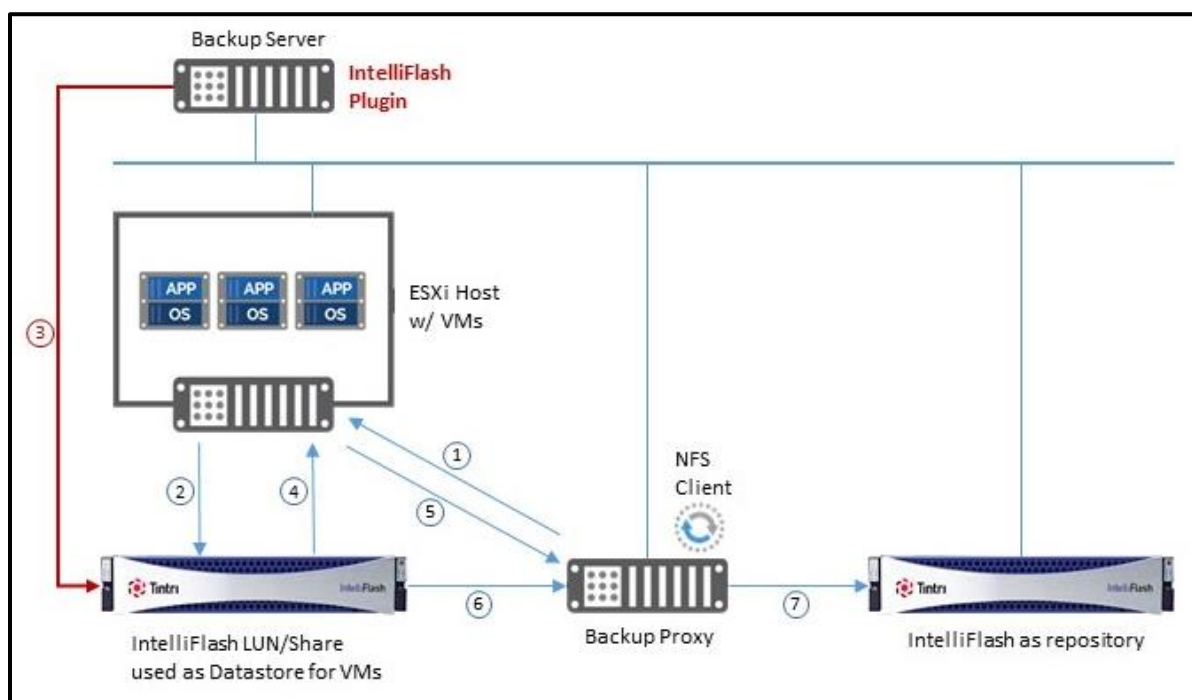 Backup Server
IntelliFlash
Plugin
APP
APP
APP
OS
OS
OS
ESXi Host
w/ VMs
3
1
NFS
Client
2
4
5
Tintri
IntelliFlash
6
7
Tintri
IntelliFlash
Backup Proxy
IntelliFlash LUN/Share
used as Datastore for VMs
IntelliFlash as repository